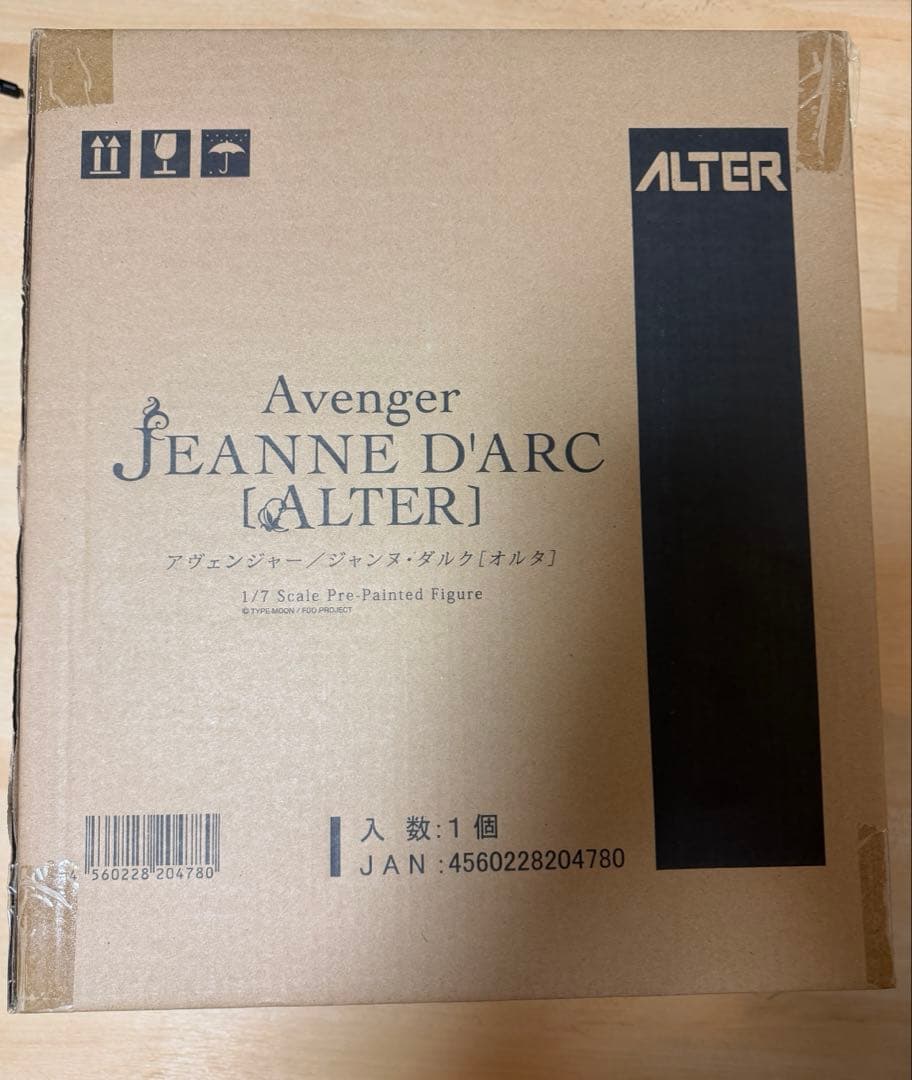 ALTER
Avenger
JEANNE D'ARC
[ALTER]
アヴェンジャー／ジャンヌ・ダルク[オルタ]
1/7 Scale Pre-Painted Figure
© TYPE-MOON / FGO PROJECT
4 560228 204780
入 数:1 個
JAN :4560228204780